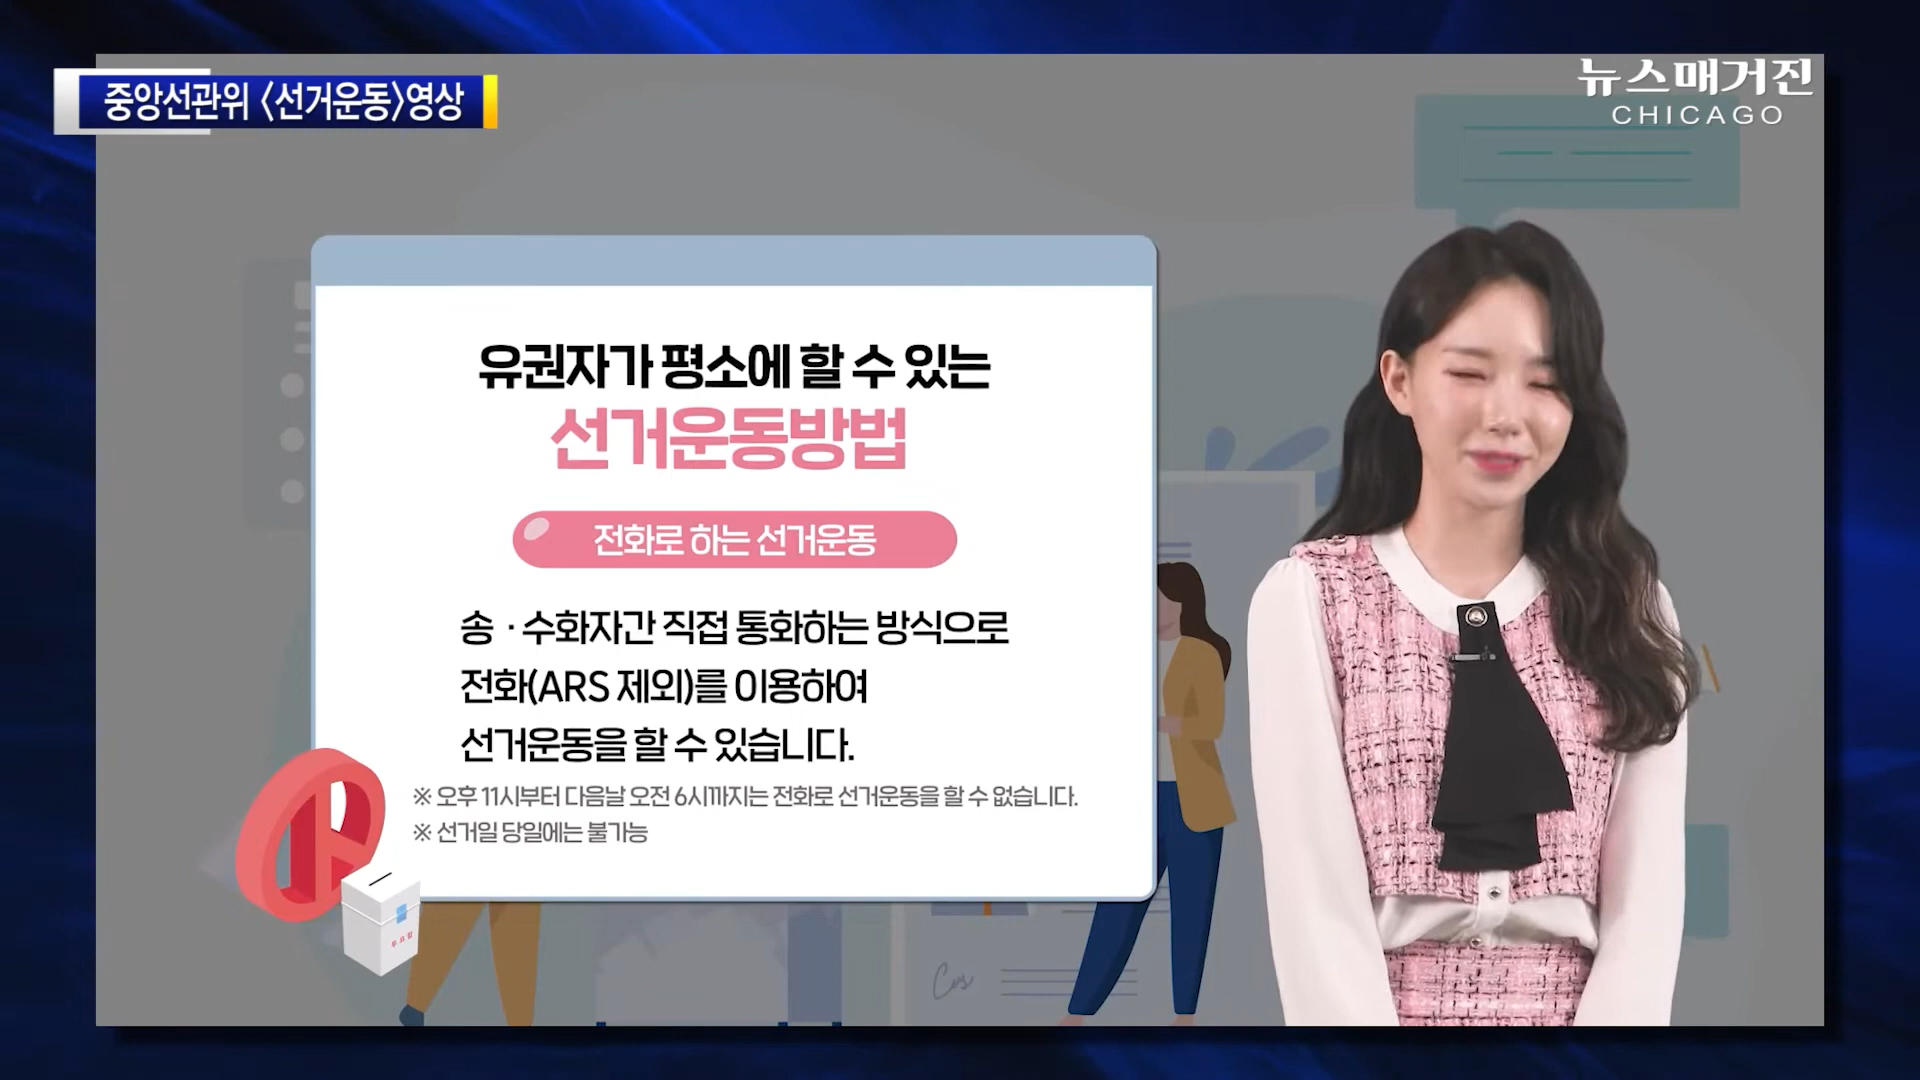 중앙선관위 〈선거운동〉영상
뉴스매거진
CHICAGO
유권자가 평소에 할 수 있는
선거운동방법
전화로 하는 선거운동
송·수화자간 직접 통화하는 방식으로
전화(ARS 제외)를 이용하여
선거운동을 할 수 있습니다.
※ 오후 11시부터 다음날 오전 6시까지는 전화로 선거운동을 할 수 없습니다.
※ 선거일 당일에는 불가능
투표함